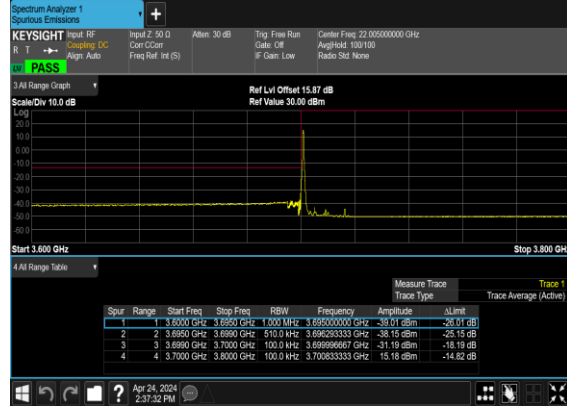 Spectrum Analyzer 1
Spurious Emissions
+
KEYSIGHT Input: RF Input Z: 50 Ω Atten: 30 dB Trig: Free Run Center Freq: 22.005000000 GHz
R T Coupling: DC Corr CCorr Gate: Off Avg|Hold: 100/100
Align: Auto Freq Ref: Int (S) IF Gain: Low Radio Std: None
PASS
3 All Range Graph Ref Lvl Offset 15.87 dB
Scale/Div 10.0 dB Ref Value 30.00 dBm
Log
20.0
10.0
0.00
-10.0
-20.0
-30.0
-40.0
-50.0
-60.0
Start 3.600 GHz Stop 3.800 GH
4 All Range Table
Measure Trace Trace 1
Trace Type Trace Average (Active)
Spur Range Start Freq Stop Freq RBW Frequency Amplitude ΔLimit
1 1 3.6000 GHz 3.6950 GHz 1.000 MHz 3.695000000 GHz -39.01 dBm -26.01 dB
2 2 3.6950 GHz 3.6990 GHz 510.0 kHz 3.696293333 GHz -38.15 dBm -25.15 dB
3 3 3.6990 GHz 3.7000 GHz 100.0 kHz 3.699996667 GHz -31.19 dBm -18.19 dB
4 4 3.7000 GHz 3.8000 GHz 100.0 kHz 3.700833333 GHz 15.18 dBm -14.82 dB
? Apr 24, 2024
2:37:32 PM